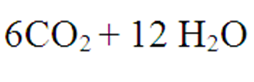 6CO₂ + 12 H₂O